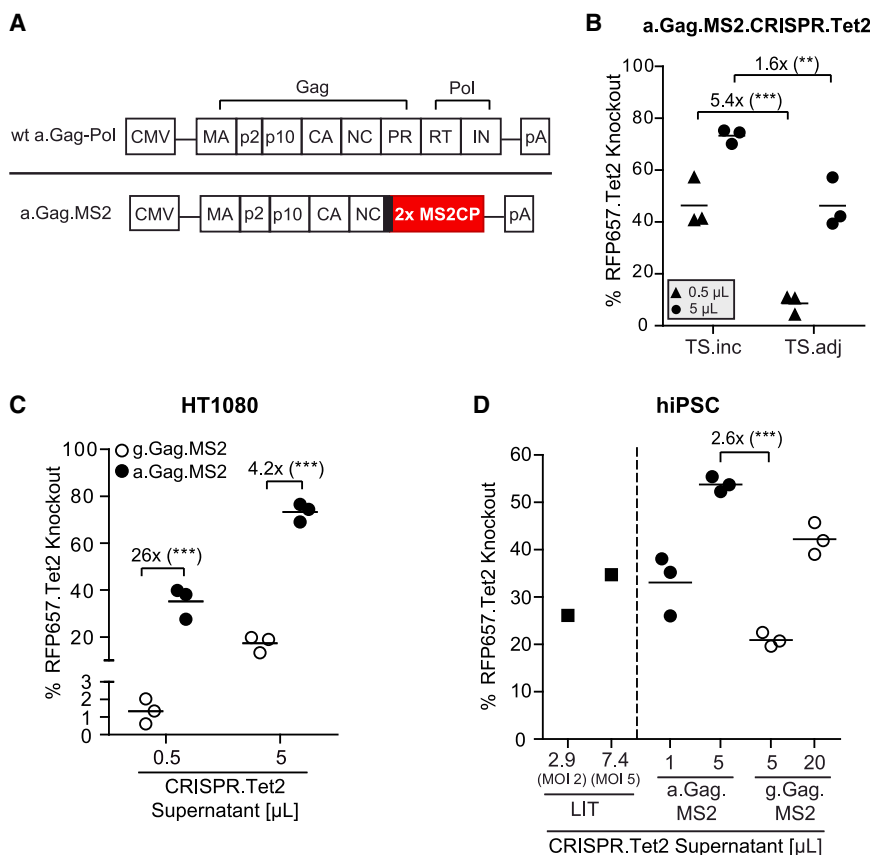 A
Gag Pol
wt a.Gag-Pol CMV MA p2 p10 CA NC PR RT IN pA
a.Gag.MS2 CMV MA p2 p10 CA NC 2x MS2CP pA
B a.Gag.MS2.CRISPR.Tet2
% RFP657.Tet2 Knockout
100
80
60
40
20
0
1.6x (**)
5.4x (***)
0.5 µL
5 µL
TS.inc TS.adj
C HT1080
% RFP657.Tet2 Knockout
100
80
60
40
20
3
2
1
0
g.Gag.MS2
a.Gag.MS2
4.2x (***)
26x (***)
0.5 5
CRISPR.Tet2
Supernatant [µL]
D hiPSC
% RFP657.Tet2 Knockout
60
50
40
30
20
10
0
2.6x (***)
2.9 7.4 1 5 5 20
(MOI 2) (MOI 5)
LIT
a.Gag.
MS2
g.Gag.
MS2
CRISPR.Tet2 Supernatant [µL]